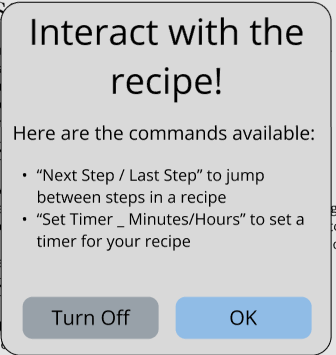 Interact with the
recipe!
Here are the commands available:
• “Next Step / Last Step” to jump
between steps in a recipe
• “Set Timer _ Minutes/Hours” to set a
timer for your recipe
Turn Off
OK